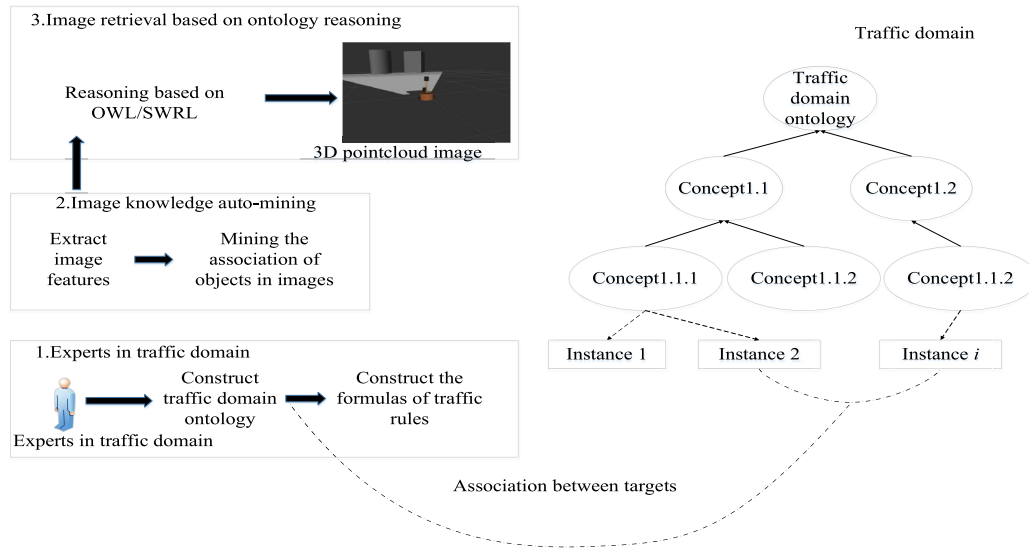 3.Image retrieval based on ontology reasoning
Reasoning based on
OWL/SWRL
3D pointcloud image
2.Image knowledge auto-mining
Extract
image
features
Mining the
association of
objects in images
1.Experts in traffic domain
Experts in traffic domain
Construct
traffic domain
ontology
Construct the
formulas of traffic
rules
Traffic domain
Traffic
domain
ontology
Concept1.1
Concept1.2
Concept1.1.1
Concept1.1.2
Concept1.1.2
Instance 1
Instance 2
Instance i
Association between targets